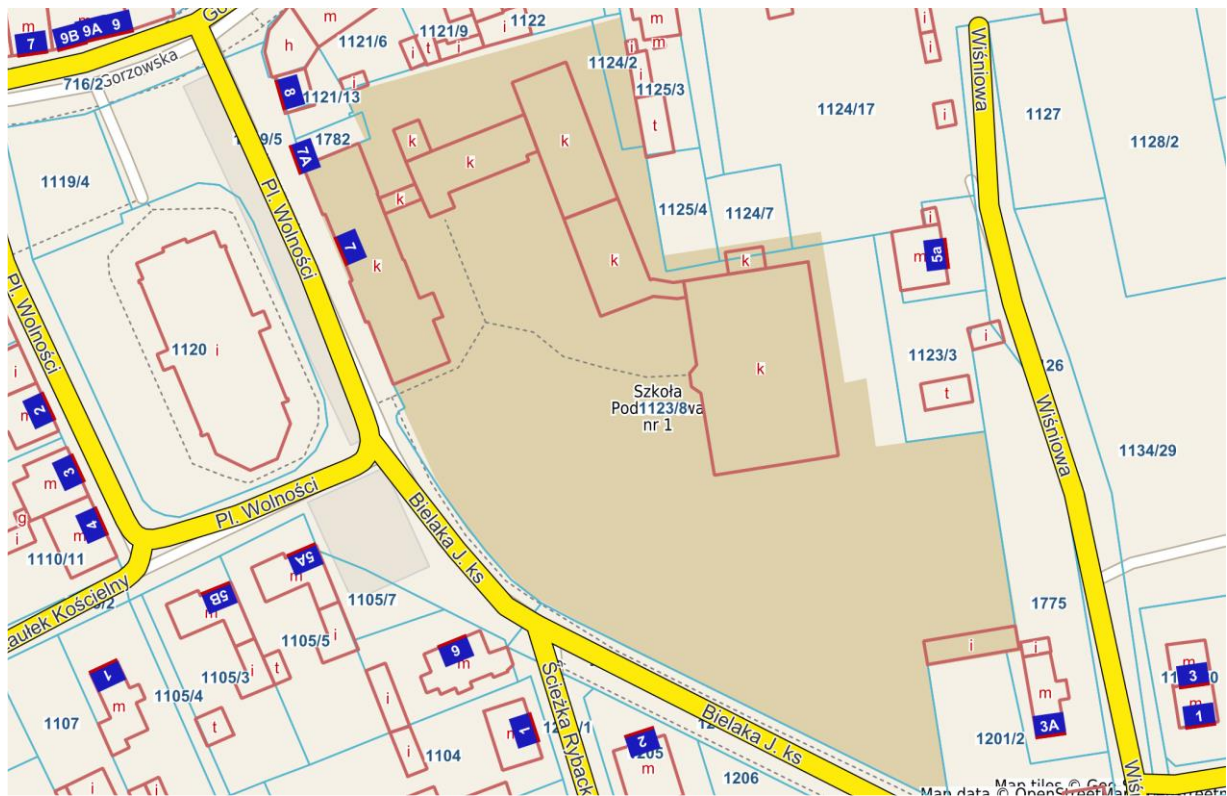 m
7
9B
9A
9
m
Gorzowska
716/2
h
m
8
1121/6
1121/9
1122
i
t
i
i
i
1121/13
1782
7A
7
k
k
k
k
k
k
k
k
1124/2
m
m
i
i
1125/3
t
1125/4
1124/7
1124/17
i
i
i
Wiśniowa
1127
1128/2
i
m
5a
1123/3
i
t
Wiśniowa
1134/29
1119/4
Pl. Wolności
Pl. Wolności
1120
i
i
m
2
m
3
m
4
g
i
1110/11
Pl. Wolności
Zaułek Kościelny
Szkoła
1123/8
nr 1
Bielaka J. ks
5A
m
5B
m
1105/7
1105/5
i
i
t
1105/3
1105/4
t
1
m
1107
6
m
i
i
1104
1
Ścieżka Rybacka
2
m
1206
Bielaka J. ks
i
i
m
3A
1775
1201/2
m
3
m
1
i
i